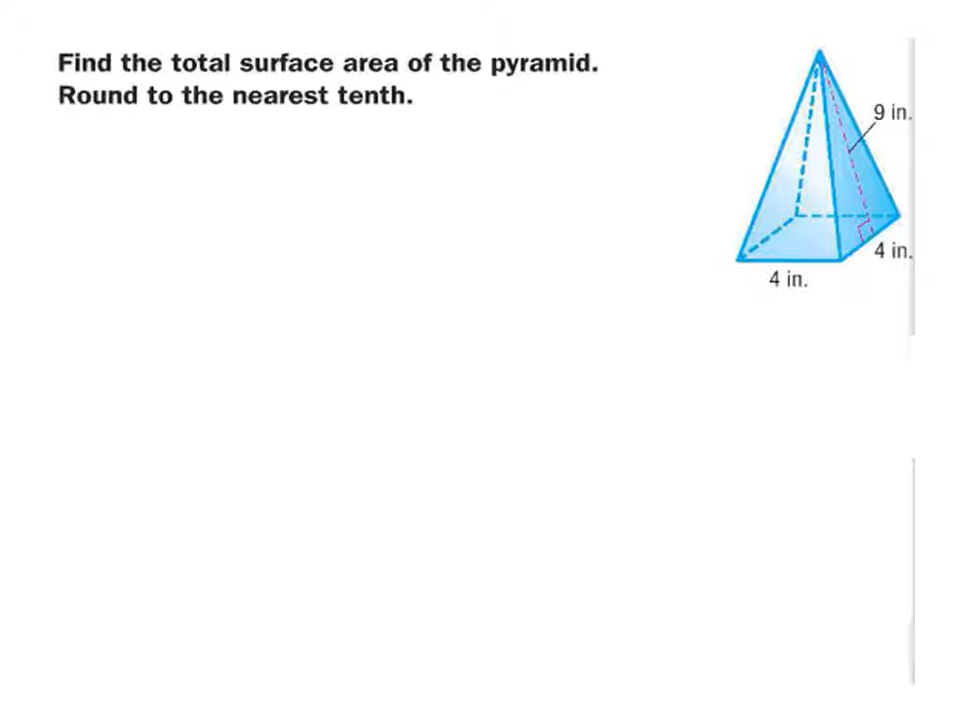 Find the total surface area of the pyramid.
Round to the nearest tenth.
9 in.
4 in.
4 in.